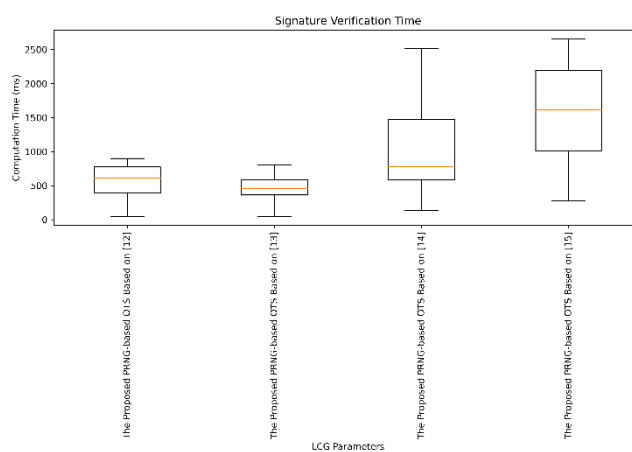 Signature Verification Time
Computation Time (ms)
2500
2000
1500
1000
500
0
The Proposed PRNG-based OTS Based on [12]
The Proposed PRNG-based OTS Based on [13]
The Proposed PRNG-based OTS Based on [14]
The Proposed PRNG-based OTS Based on [15]
LCG Parameters